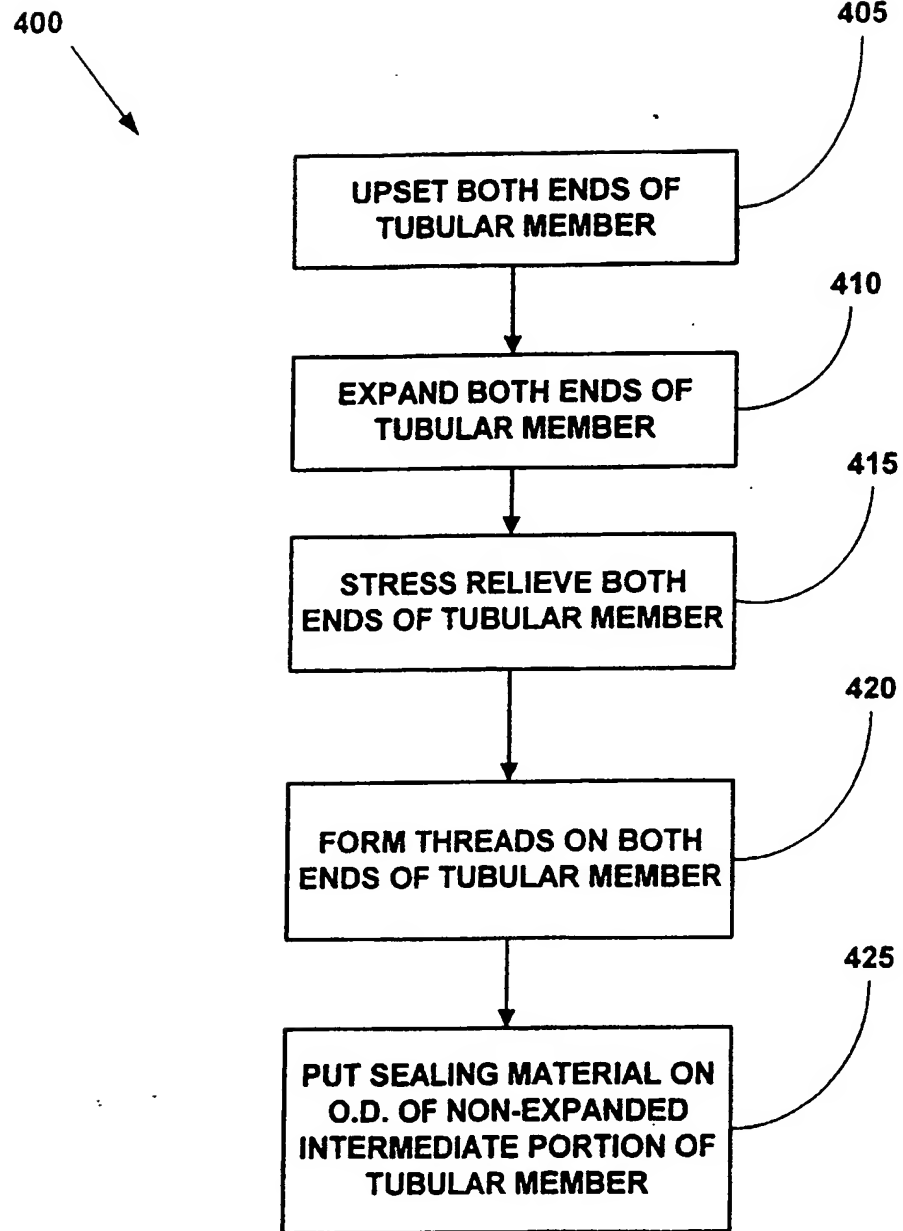 400
405
UPSET BOTH ENDS OF
TUBULAR MEMBER
410
EXPAND BOTH ENDS OF
TUBULAR MEMBER
415
STRESS RELIEVE BOTH
ENDS OF TUBULAR MEMBER
420
FORM THREADS ON BOTH
ENDS OF TUBULAR MEMBER
425
PUT SEALING MATERIAL ON
O.D. OF NON-EXPANDED
INTERMEDIATE PORTION OF
TUBULAR MEMBER